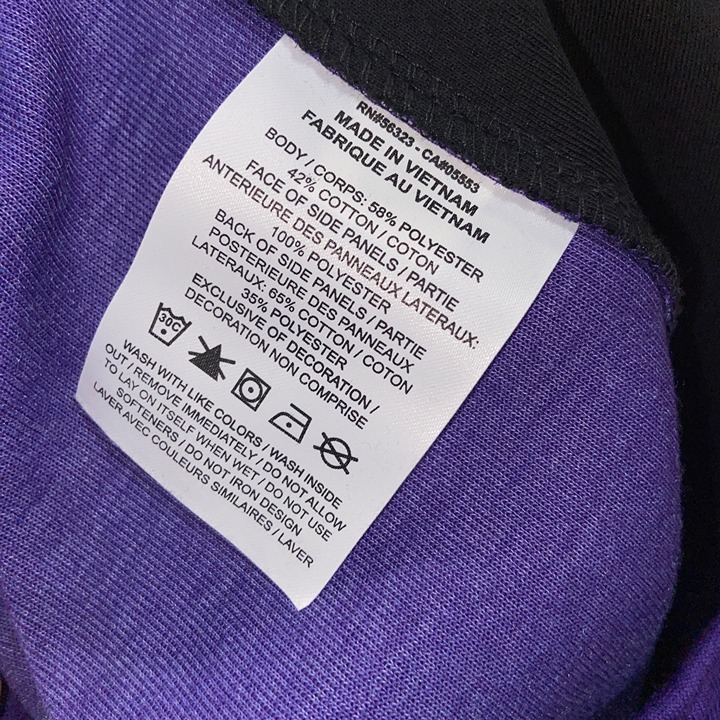 RN#56323 - CA#05553
MADE IN VIETNAM
FABRIQUE AU VIETNAM
BODY / CORPS: 58% POLYESTER
42% COTTON / COTON
FACE OF SIDE PANELS / PARTIE
ANTERIEURE DES PANNEAUX LATERAUX:
100% POLYESTER
BACK OF SIDE PANELS / PARTIE
POSTERIEURE DES PANNEAUX
LATERAUX: 65% COTTON / COTON
35% POLYESTER
EXCLUSIVE OF DECORATION /
DECORATION NON COMPRISE
30C
WASH WITH LIKE COLORS / WASH INSIDE
OUT / REMOVE IMMEDIATELY / DO NOT ALLOW
TO LAY ON ITSELF WHEN WET / DO NOT USE
SOFTENERS / DO NOT IRON DESIGN
LAVER AVEC COULEURS SIMILAIRES / LAVER